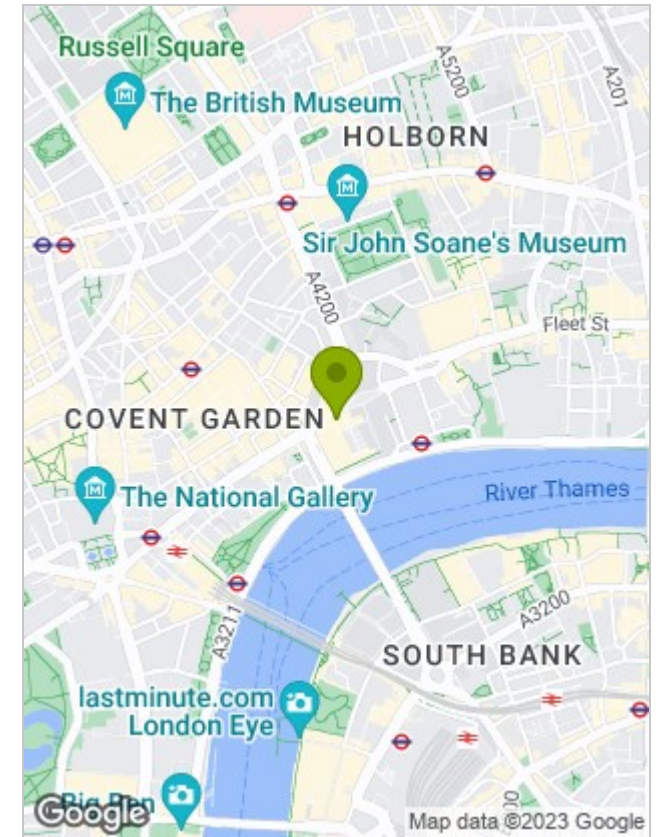 Russell Square
A5200
A201
The British Museum
HOLBORN
Sir John Soane's Museum
A4200
Fleet St
COVENT GARDEN
The National Gallery
River Thames
A3200
A3211
SOUTH BANK
lastminute.com
London Eye
Big Ben
Google
Map data ©2023 Google